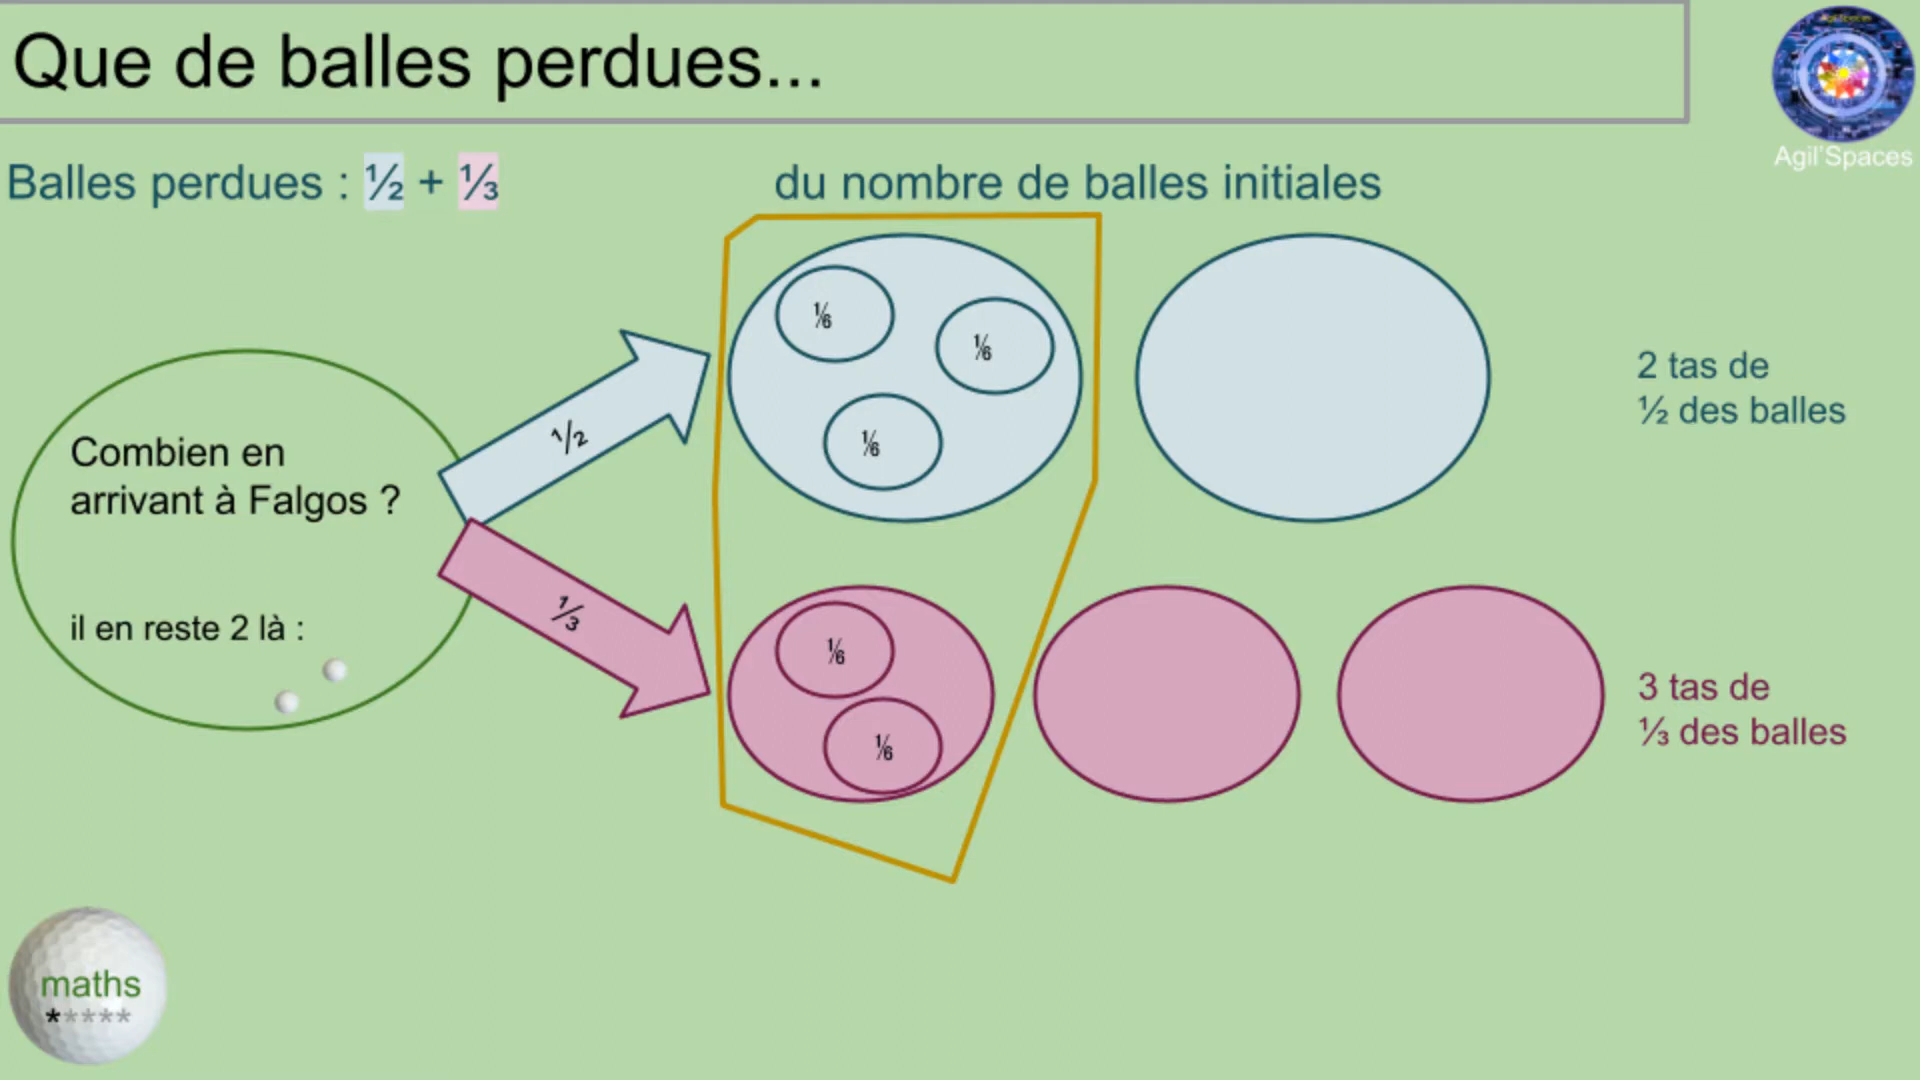 Que de balles perdues...
Agil'Spaces
Balles perdues : ½ + ⅓ du nombre de balles initiales
⅙
⅙
⅙
½
2 tas de
½ des balles
Combien en
arrivant à Falgos ?
il en reste 2 là :
⅓
⅙
⅙
3 tas de
⅓ des balles
maths
*****